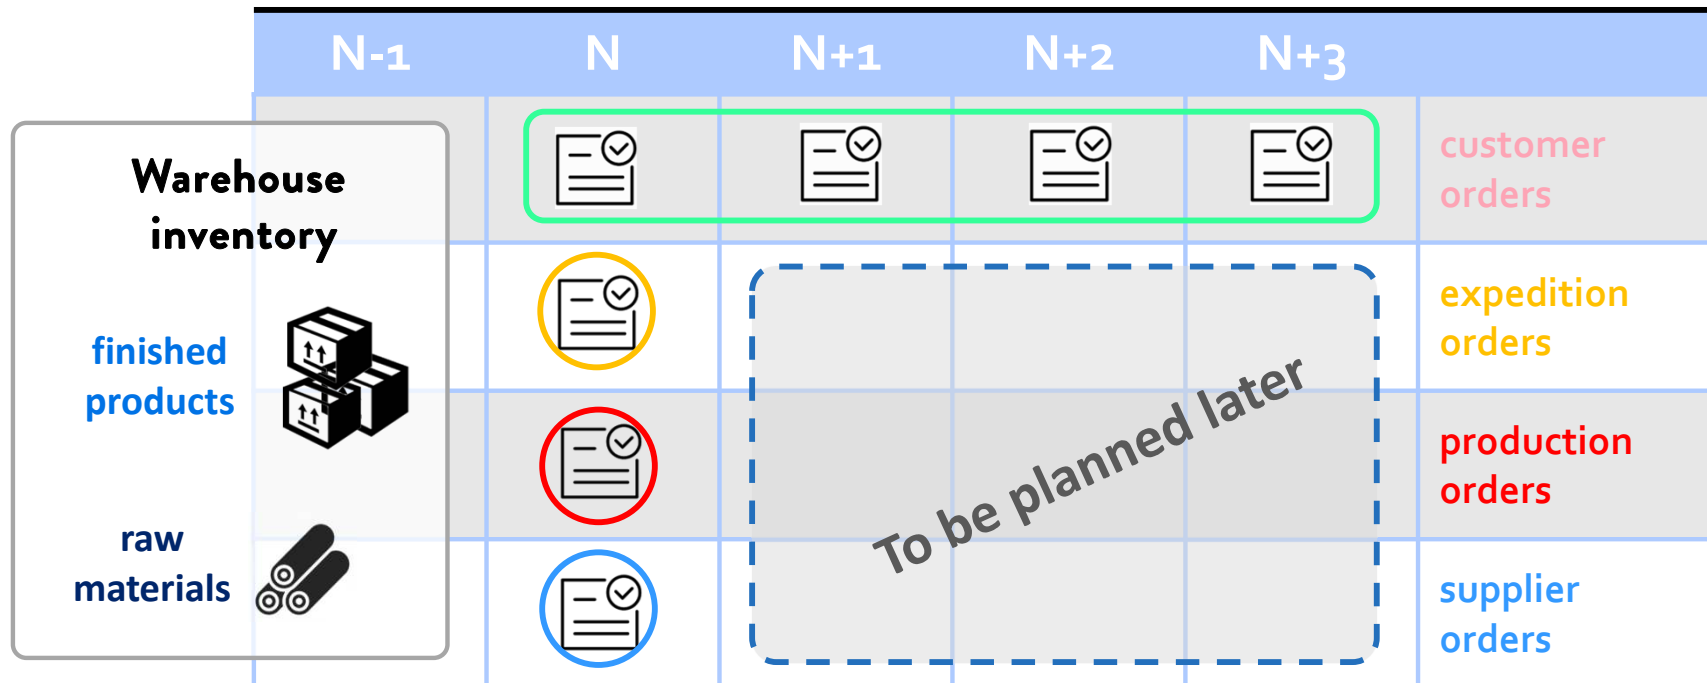 N-1 N N+1 N+2 N+3
Warehouse
inventory
finished
products
raw
materials
customer
orders
expedition
orders
production
orders
supplier
orders
To be planned later